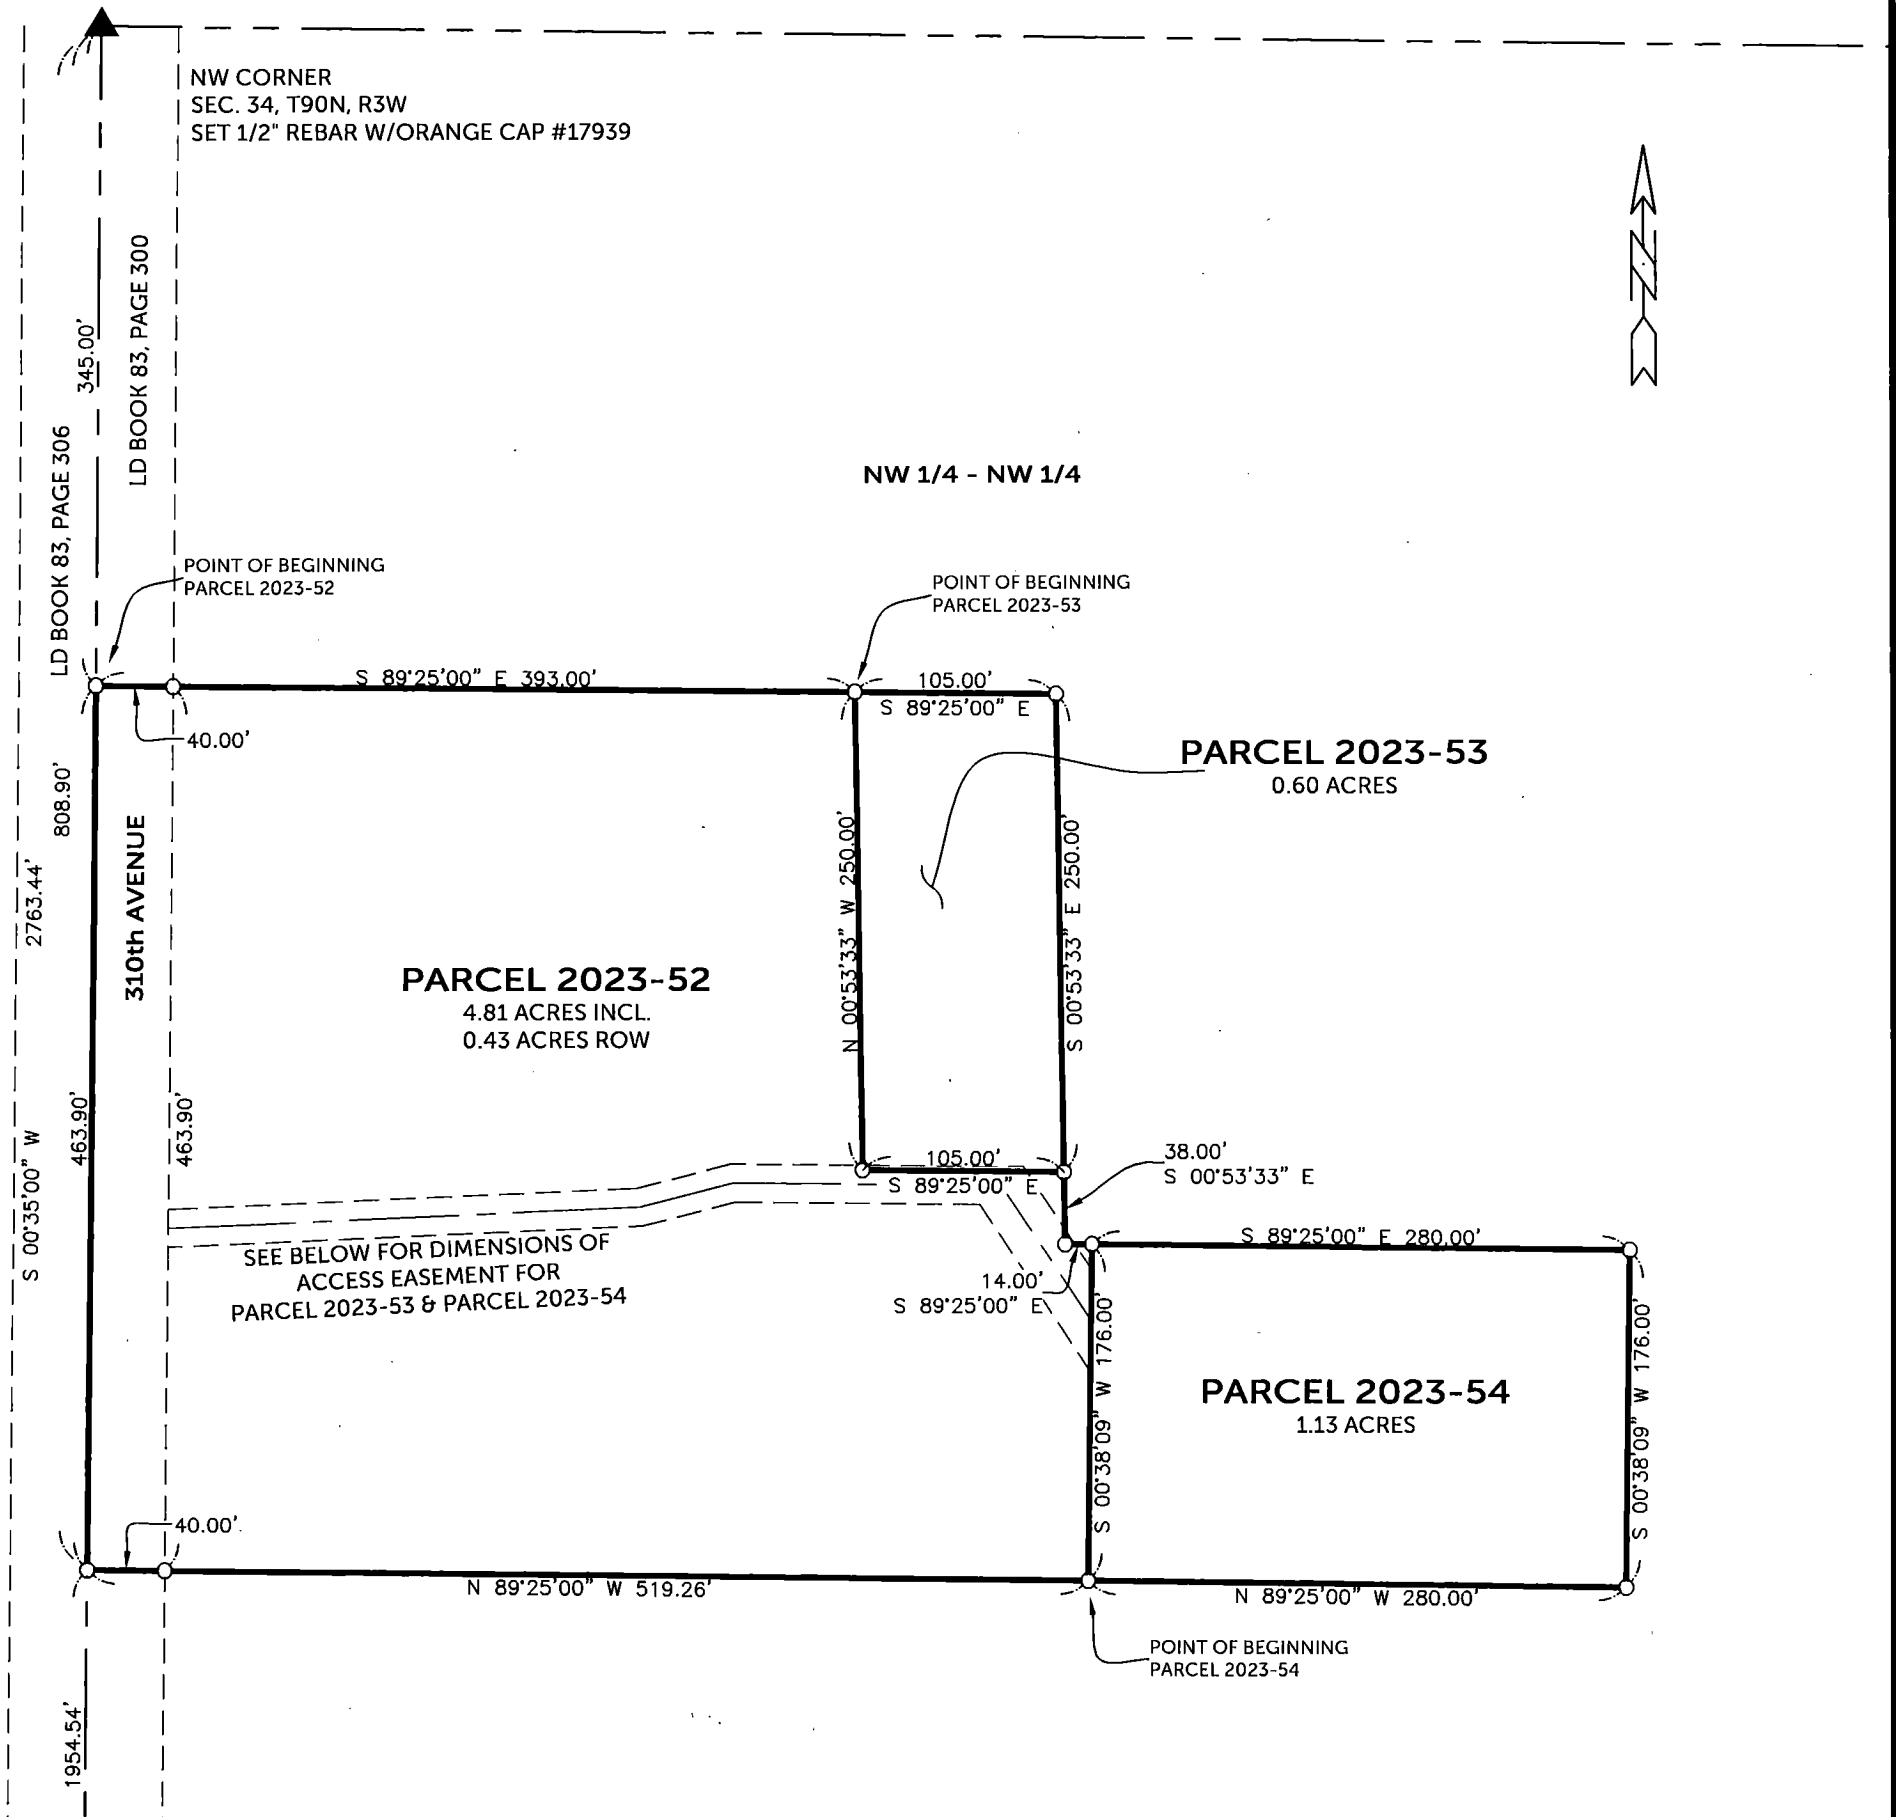 NW CORNER
SEC. 34, T90N, R3W
SET 1/2" REBAR W/ORANGE CAP #17939
N
345.00'
LD BOOK 83, PAGE 300
LD BOOK 83, PAGE 306
NW 1/4 - NW 1/4
POINT OF BEGINNING
PARCEL 2023-52
POINT OF BEGINNING
PARCEL 2023-53
S 89°25'00" E 393.00'
105.00'
S 89°25'00" E
40.00'
PARCEL 2023-53
0.60 ACRES
808.90'
2763.44'
310th AVENUE
N 00°53'33" W 250.00'
S 00°53'33" E 250.00'
PARCEL 2023-52
4.81 ACRES INCL.
0.43 ACRES ROW
463.90'
463.90'
S 00°35'00" W
105.00'
S 89°25'00" E
38.00'
S 00°53'33" E
SEE BELOW FOR DIMENSIONS OF
ACCESS EASEMENT FOR
PARCEL 2023-53 & PARCEL 2023-54
14.00'
S 89°25'00" E
S 89°25'00" E 280.00'
S 00°38'09" W 176.00'
S 00°38'09" W 176.00'
PARCEL 2023-54
1.13 ACRES
40.00'
N 89°25'00" W 519.26'
N 89°25'00" W 280.00'
POINT OF BEGINNING
PARCEL 2023-54
1954.54'